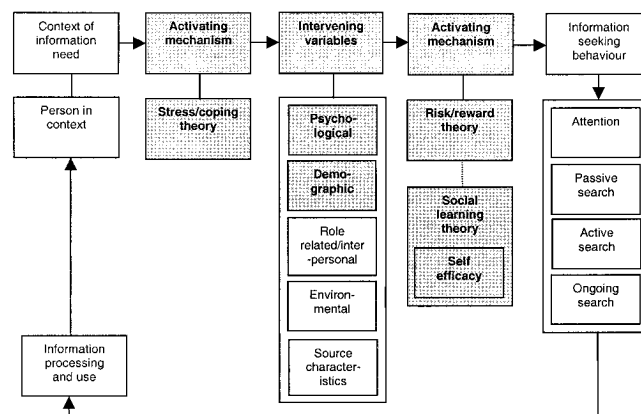 Context of
information
need
Activating
mechanism
Intervening
variables
Activating
mechanism
Information
seeking
behaviour
Person in
context
Stress/coping
theory
Psycho-
logical
Demo-
graphic
Role
related/inter
-personal
Environ-
mental
Source
character-
istics
Risk/reward
theory
Social
learning
theory
Self
efficacy
Attention
Passive
search
Active
search
Ongoing
search
Information
processing
and use